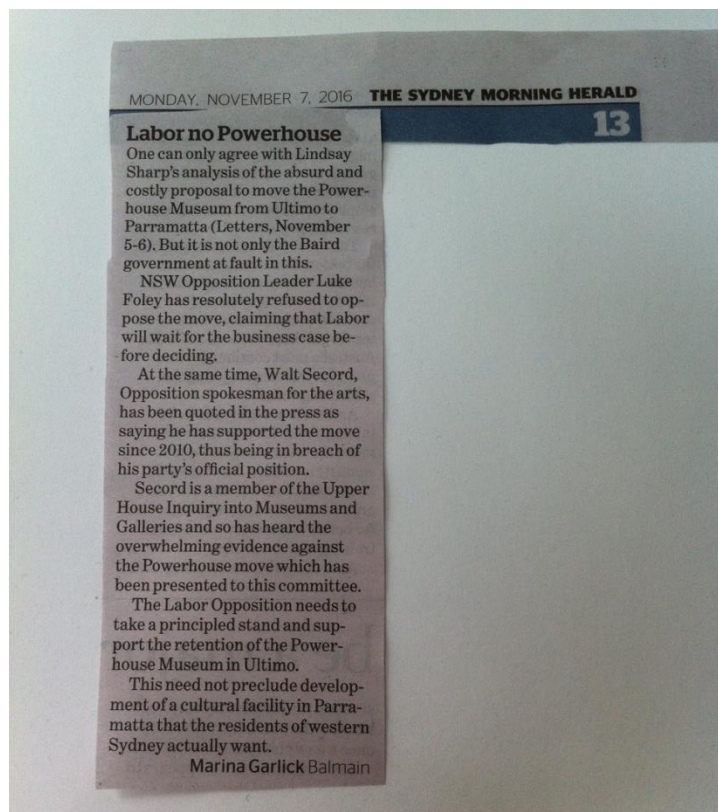 MONDAY, NOVEMBER 7, 2016 THE SYDNEY MORNING HERALD
13
Labor no Powerhouse
One can only agree with Lindsay
Sharp's analysis of the absurd and
costly proposal to move the Power-
house Museum from Ultimo to
Parramatta (Letters, November
5-6). But it is not only the Baird
government at fault in this.
NSW Opposition Leader Luke
Foley has resolutely refused to op-
pose the move, claiming that Labor
will wait for the business case be-
fore deciding.
At the same time, Walt Secord,
Opposition spokesman for the arts,
has been quoted in the press as
saying he has supported the move
since 2010, thus being in breach of
his party's official position.
Secord is a member of the Upper
House Inquiry into Museums and
Galleries and so has heard the
overwhelming evidence against
the Powerhouse move which has
been presented to this committee.
The Labor Opposition needs to
take a principled stand and sup-
port the retention of the Power-
house Museum in Ultimo.
This need not preclude develop-
ment of a cultural facility in Parra-
matta that the residents of western
Sydney actually want.
Marina Garlick Balmain